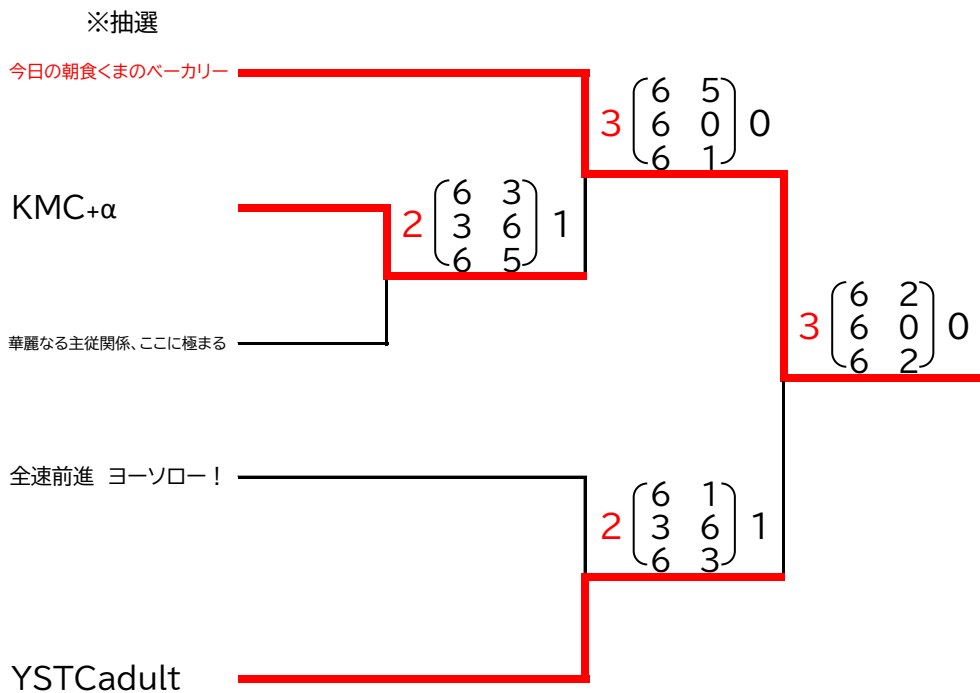 ※抽選
今日の朝食くまのベーカリー
3 6 5 0
6 0
6 1
KMC+α
2 6 3 1
3 6
6 5
華麗なる主従関係、ここに極まる
3 6 2 0
6 0
6 2
全速前進　ヨーソロー！
2 6 1 1
3 6
6 3
YSTCadult